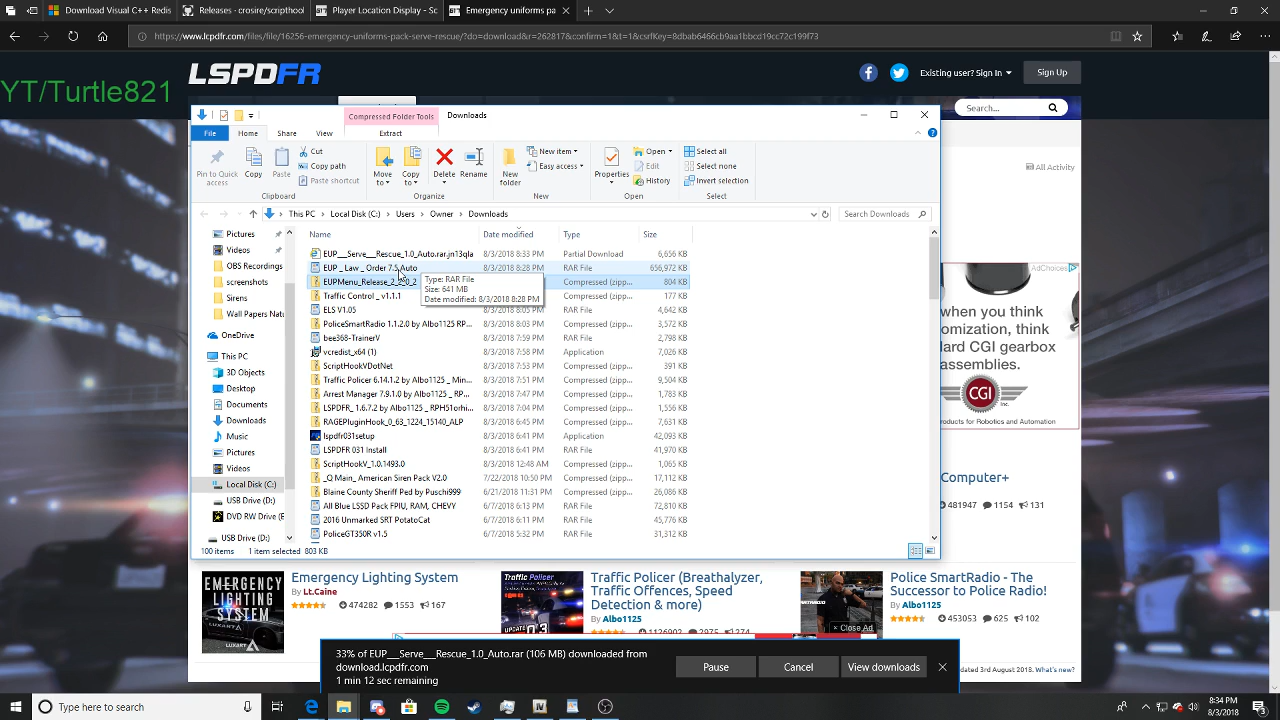 Download Visual C++ Redis
Releases - crosire/scripthool
Player Location Display - Sc
Emergency uniforms pa
https://www.lcpdfr.com/files/file/16256-emergency-uniforms-pack-serve-rescue/?do=download&r=262817&confirm=1&t=1&csrfKey=8dbab6466cb9aa1bbcd19cc72c199f73
YT/Turtle821
LSPDFR
Existing user? Sign In
Sign Up
Search...
All Activity
Compressed Folder Tools
Downloads
File
Home
Share
View
Extract
Pin to Quick access
Copy
Paste
Cut
Copy path
Paste shortcut
Clipboard
Move to
Copy to
Delete
Rename
Organize
New folder
New item
Easy access
New
Properties
Open
Edit
History
Open
Select all
Select none
Invert selection
Select
This PC
Local Disk (C:)
Users
Owner
Downloads
Search Downloads
Name
Date modified
Type
Size
Pictures
Videos
OBS Recordings
screenshots
Sirens
Wall Papers Natu
OneDrive
This PC
3D Objects
Desktop
Documents
Downloads
Music
Pictures
Videos
Local Disk (C:)
USB Drive (D:)
DVD RW Drive (E
USB Drive (D:)
EUP___Serve___Rescue_1.0_Auto.rar.jn13qla 8/3/2018 8:33 PM Partial Download 6,656 KB
EUP _ Law _ Order 7.5 Auto 8/3/2018 8:28 PM RAR File 656,972 KB
EUPMenu_Release_2_2_0_2 Compressed (zipp... 804 KB
Traffic Control _ v1.1.1 Compressed (zipp... 177 KB
ELS V1.05 8/3/2018 8:05 PM RAR File 4,642 KB
PoliceSmartRadio 1.1.2.0 by Albo1125 RP... 8/3/2018 8:03 PM Compressed (zipp... 3,572 KB
bee368-TrainerV 8/3/2018 7:59 PM RAR File 2,798 KB
vcredist_x64 (1) 8/3/2018 7:58 PM Application 7,026 KB
ScriptHookVDotNet 8/3/2018 7:53 PM Compressed (zipp... 391 KB
Traffic Policer 6.14.1.2 by Albo1125 _ Min... 8/3/2018 7:51 PM Compressed (zipp... 9,504 KB
Arrest Manager 7.9.1.0 by Albo1125 _ RP... 8/3/2018 7:47 PM Compressed (zipp... 1,783 KB
LSPDFR_ 1.6.7.2 by Albo1125 _ RPH51orhi... 8/3/2018 7:04 PM Compressed (zipp... 1,556 KB
RAGEPluginHook_0_63_1224_15140_ALP 8/3/2018 6:45 PM Compressed (zipp... 7,631 KB
lspdfr031setup 8/3/2018 6:41 PM Application 42,093 KB
LSPDFR 031 Install 8/3/2018 6:41 PM RAR File 41,970 KB
ScriptHookV_1.0.1493.0 8/3/2018 12:48 AM Compressed (zipp... 1,065 KB
_Q Main_ American Siren Pack V2.0 7/22/2018 10:50 PM Compressed (zipp... 17,112 KB
Blaine County Sheriff Ped by Puschi999 6/21/2018 11:31 PM Compressed (zipp... 26,086 KB
All Blue LSSD Pack FPIU, RAM, CHEVY 6/7/2018 6:13 PM RAR File 72,810 KB
2016 Unmarked SRT PotatoCat 6/7/2018 6:11 PM RAR File 45,776 KB
PoliceGT350R v1.5 6/7/2018 5:32 PM RAR File 31,312 KB
Type: RAR File
Size: 641 MB
Date modified: 8/3/2018 8:28 PM
100 items 1 item selected 803 KB
AdChoices
when you think
omization, think
lard CGI gearbox
assemblies.
CGI
Inc.
oducts for Robotics and Automation
Computer+
481947 1154 131
EMERGENCY
LIGHTING
SYSTEM
Emergency Lighting System
By Lt.Caine
474282 1553 167
Traffic Policer
UPDATE
Traffic Policer (Breathalyzer,
Traffic Offences, Speed
Detection & more)
By Albo1125
1126902 2975 274
Police SmartRadio - The
Successor to Police Radio!
By Albo1125
453053 625 102
Close Ad
dated 3rd August 2018. What's new?
33% of EUP___Serve___Rescue_1.0_Auto.rar (106 MB) downloaded from
download.lcpdfr.com
1 min 12 sec remaining
Pause
Cancel
View downloads
Type here to search
8:34 PM
8/3/2018